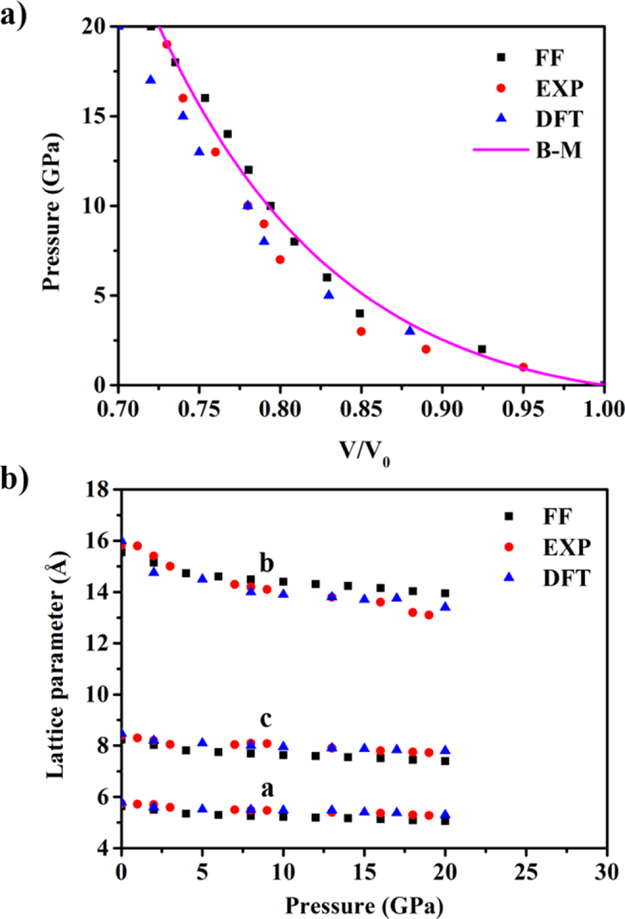 a)
20
15
10
5
0
Pressure (GPa)
FF
EXP
DFT
B-M
0.70 0.75 0.80 0.85 0.90 0.95 1.00
V/V₀
b)
18
16
14
12
10
8
6
4
Lattice parameter (Å)
FF
EXP
DFT
b
c
a
0 5 10 15 20 25 30
Pressure (GPa)